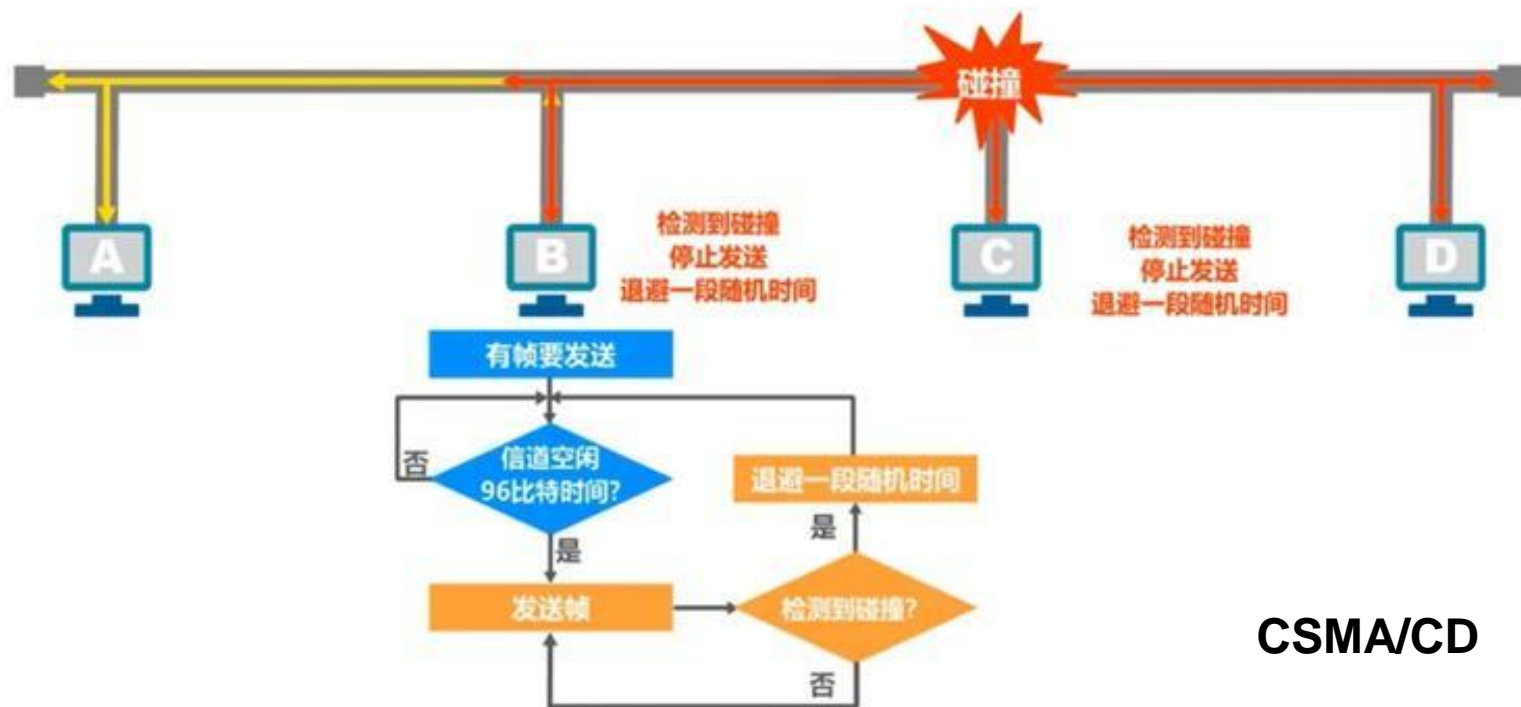 碰撞
A
B
C
D
检测到碰撞
停止发送
退避一段随机时间
检测到碰撞
停止发送
退避一段随机时间
有帧要发送
否
信道空闲
96比特时间?
是
发送帧
退避一段随机时间
是
检测到碰撞?
否
CSMA/CD